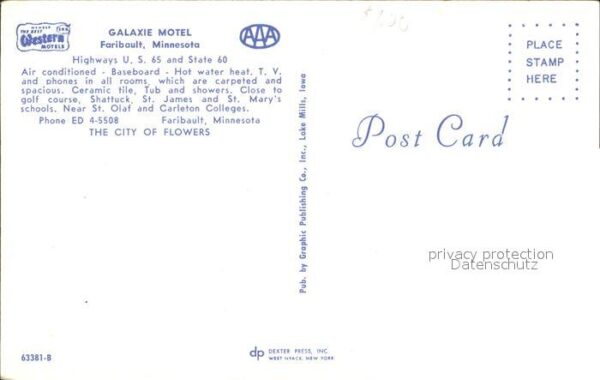 MEMBER
THE BEST
Western
MOTELS
GALAXIE MOTEL
Faribault, Minnesota
AAA
Highways U. S. 65 and State 60
Air conditioned - Baseboard - Hot water heat, T. V.
and phones in all rooms, which are carpeted and
spacious. Ceramic tile, Tub and showers. Close to
golf course, Shattuck, St. James and St. Mary's
schools. Near St. Olaf and Carleton Colleges.
Phone ED 4-5508 Faribault, Minnesota
THE CITY OF FLOWERS
Pub. by Graphic Publishing Co., Inc., Lake Mills, Iowa
PLACE
STAMP
HERE
Post Card
privacy protection
Datenschutz
63381-B
dp DEXTER PRESS, INC.
WEST NYACK, NEW YORK